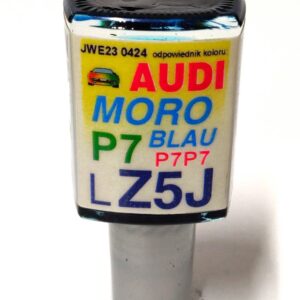 JWE23 0424 odpowiednik koloru:
AUDI
MORO
P7 BLAU
P7P7
L Z5J